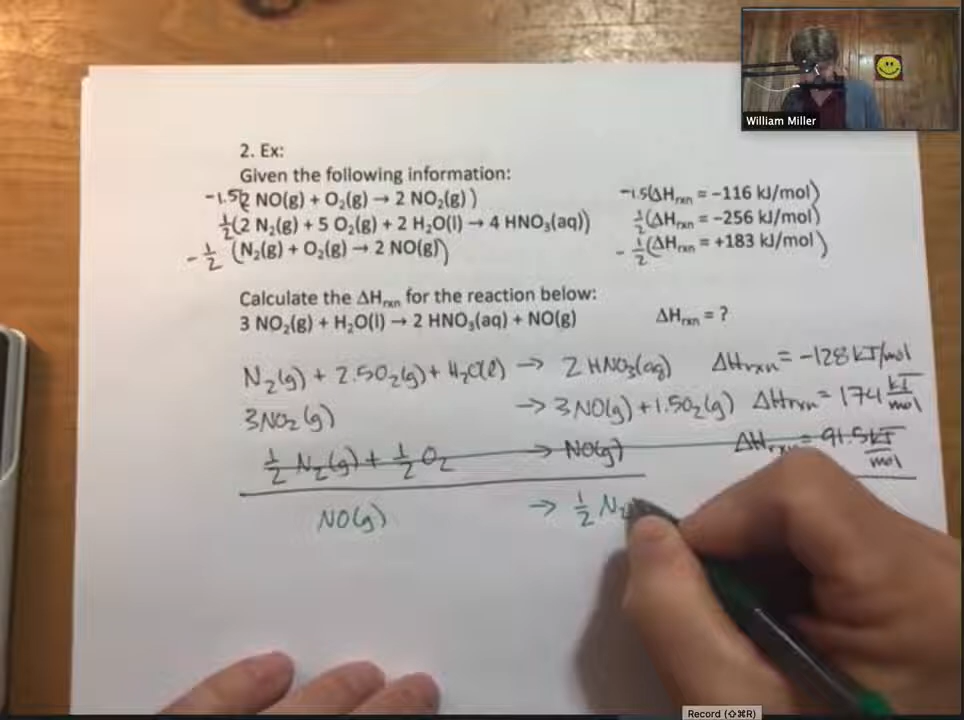 William Miller
2. Ex:
Given the following information:
-1.5(2 NO(g) + O₂(g) → 2 NO₂(g)) -1.5(ΔHrxn = −116 kJ/mol)
½(2 N₂(g) + 5 O₂(g) + 2 H₂O(l) → 4 HNO₃(aq)) ½(ΔHrxn = −256 kJ/mol)
-½ (N₂(g) + O₂(g) → 2 NO(g)) -½(ΔHrxn = +183 kJ/mol)
Calculate the ΔHrxn for the reaction below:
3 NO₂(g) + H₂O(l) → 2 HNO₃(aq) + NO(g) ΔHrxn = ?
N₂(g) + 2.5O₂(g) + H₂O(l) → 2 HNO₃(aq) ΔHrxn = -128 kJ/mol
3NO₂(g) → 3NO(g) + 1.5O₂(g) ΔHrxn = 174 kJ/mol
½ N₂(g) + ½ O₂ → NO(g) ΔHrxn = 91.5 kJ/mol
NO(g) → ½ N₂
Record (⇧⌘R)